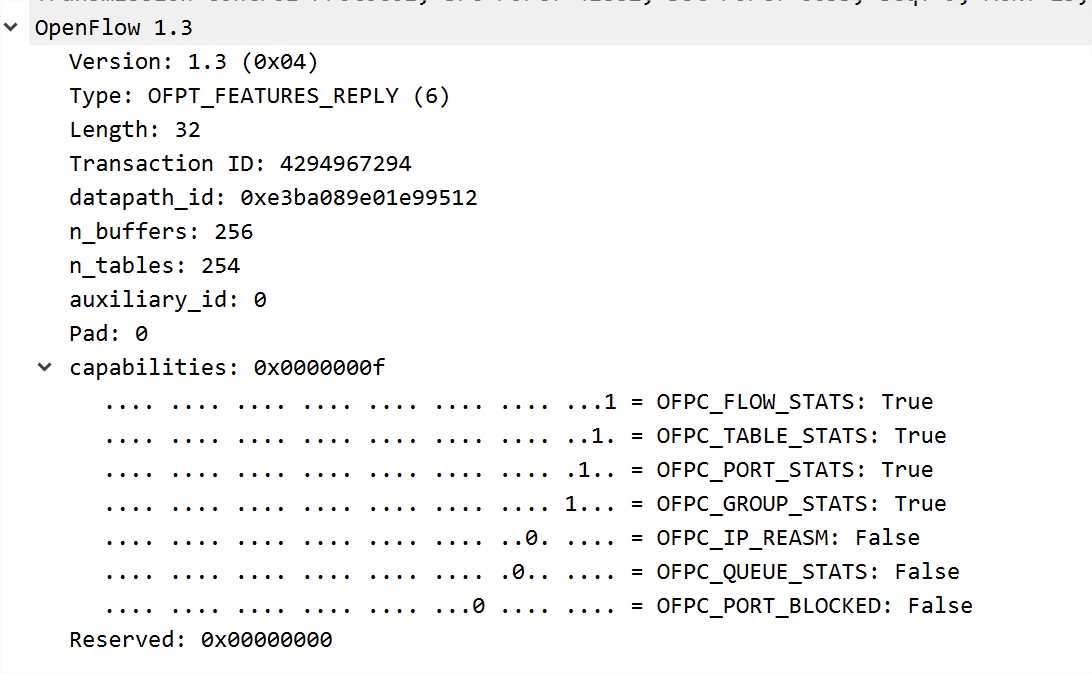 OpenFlow 1.3
Version: 1.3 (0x04)
Type: OFPT_FEATURES_REPLY (6)
Length: 32
Transaction ID: 4294967294
datapath_id: 0xe3ba089e01e99512
n_buffers: 256
n_tables: 254
auxiliary_id: 0
Pad: 0
capabilities: 0x0000000f
.... .... .... .... .... .... .... ...1 = OFPC_FLOW_STATS: True
.... .... .... .... .... .... .... ..1. = OFPC_TABLE_STATS: True
.... .... .... .... .... .... .... .1.. = OFPC_PORT_STATS: True
.... .... .... .... .... .... .... 1... = OFPC_GROUP_STATS: True
.... .... .... .... .... .... ..0. .... = OFPC_IP_REASM: False
.... .... .... .... .... .... .0.. .... = OFPC_QUEUE_STATS: False
.... .... .... .... .... ...0 .... .... = OFPC_PORT_BLOCKED: False
Reserved: 0x00000000